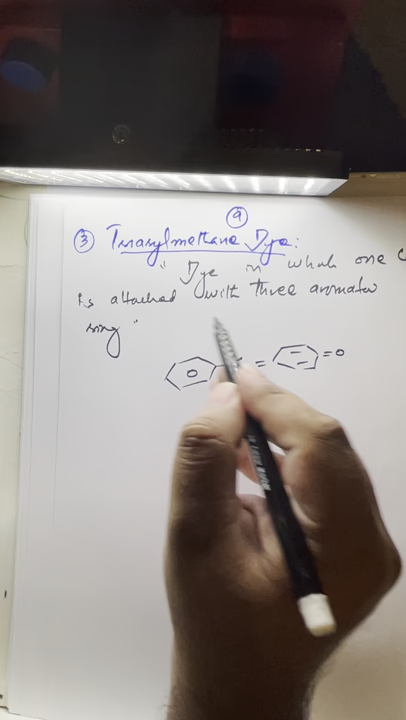 9
3 Triarylmethane Dye:
"Dye in which one C
is attached with three aromatic
ring"
= =O